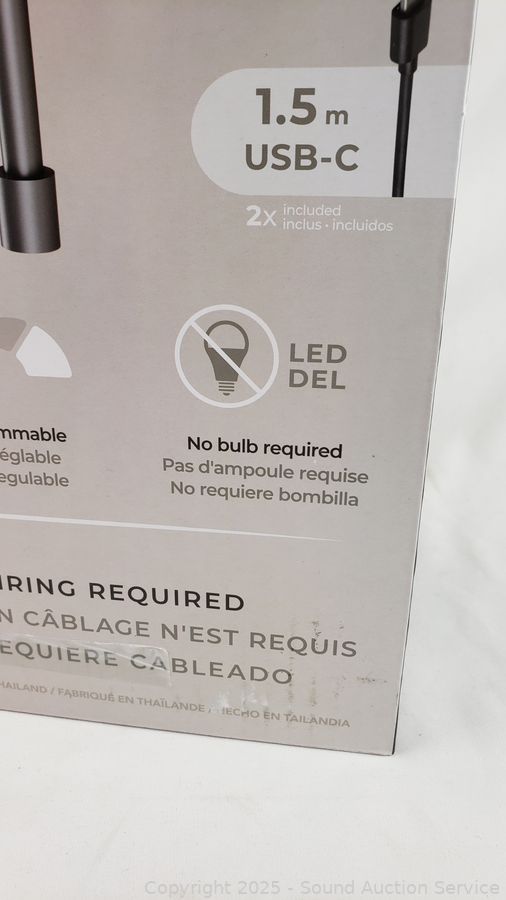 1.5 m
USB-C
2x included
inclus · incluidos
LED
DEL
mmable
églable
egulable
No bulb required
Pas d'ampoule requise
No requiere bombilla
IRING REQUIRED
N CÂBLAGE N'EST REQUIS
EQUIERE CABLEADO
HAILAND / FABRIQUÉ EN THAÏLANDE / HECHO EN TAILANDIA
Copyright 2025 - Sound Auction Service